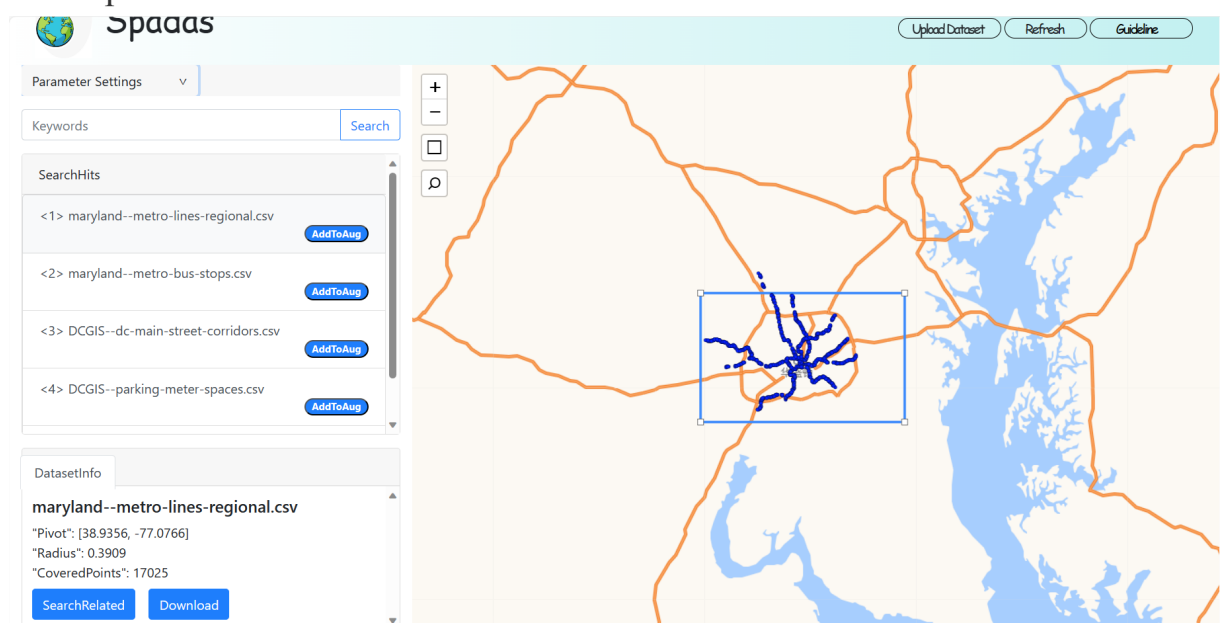 Spadas
Upload Dataset
Refresh
Guideline
Parameter Settings
Keywords
Search
SearchHits
<1> maryland--metro-lines-regional.csv
AddToAug
<2> maryland--metro-bus-stops.csv
AddToAug
<3> DCGIS--dc-main-street-corridors.csv
AddToAug
<4> DCGIS--parking-meter-spaces.csv
AddToAug
DatasetInfo
maryland--metro-lines-regional.csv
"Pivot": [38.9356, -77.0766]
"Radius": 0.3909
"CoveredPoints": 17025
SearchRelated
Download
+
−